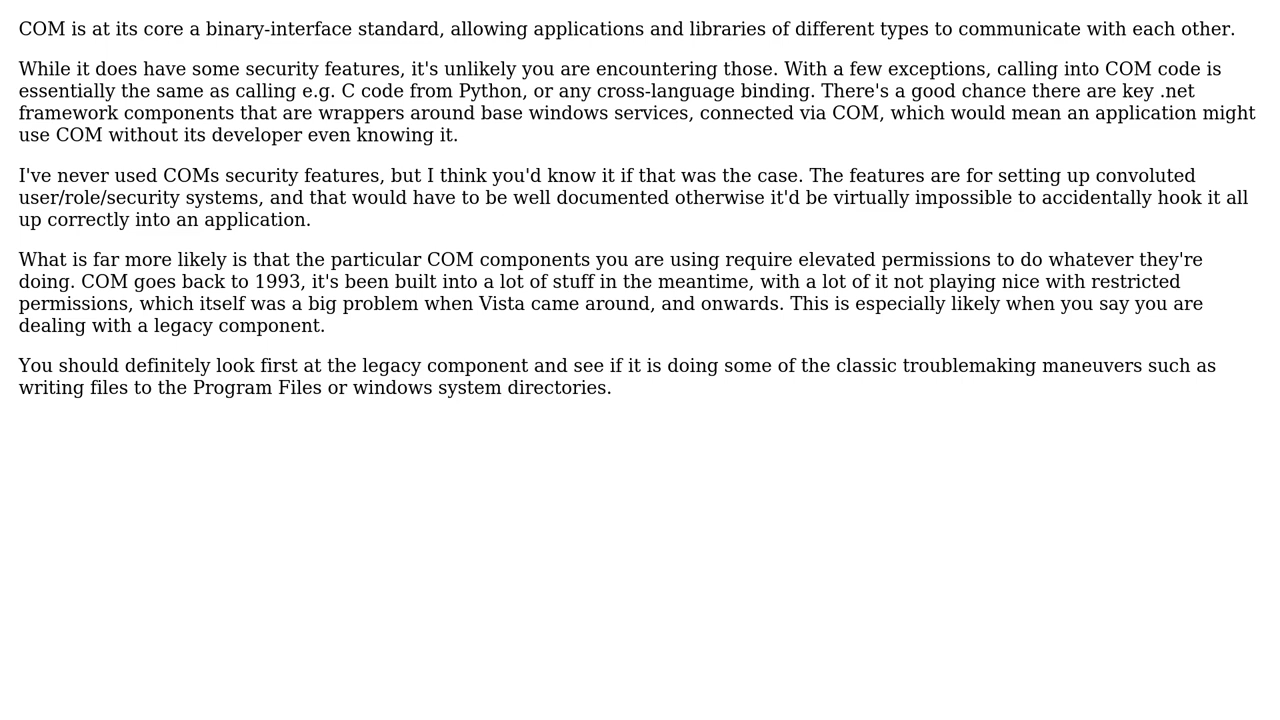 COM is at its core a binary-interface standard, allowing applications and libraries of different types to communicate with each other.
While it does have some security features, it's unlikely you are encountering those. With a few exceptions, calling into COM code is
essentially the same as calling e.g. C code from Python, or any cross-language binding. There's a good chance there are key .net
framework components that are wrappers around base windows services, connected via COM, which would mean an application might
use COM without its developer even knowing it.
I've never used COMs security features, but I think you'd know it if that was the case. The features are for setting up convoluted
user/role/security systems, and that would have to be well documented otherwise it'd be virtually impossible to accidentally hook it all
up correctly into an application.
What is far more likely is that the particular COM components you are using require elevated permissions to do whatever they're
doing. COM goes back to 1993, it's been built into a lot of stuff in the meantime, with a lot of it not playing nice with restricted
permissions, which itself was a big problem when Vista came around, and onwards. This is especially likely when you say you are
dealing with a legacy component.
You should definitely look first at the legacy component and see if it is doing some of the classic troublemaking maneuvers such as
writing files to the Program Files or windows system directories.